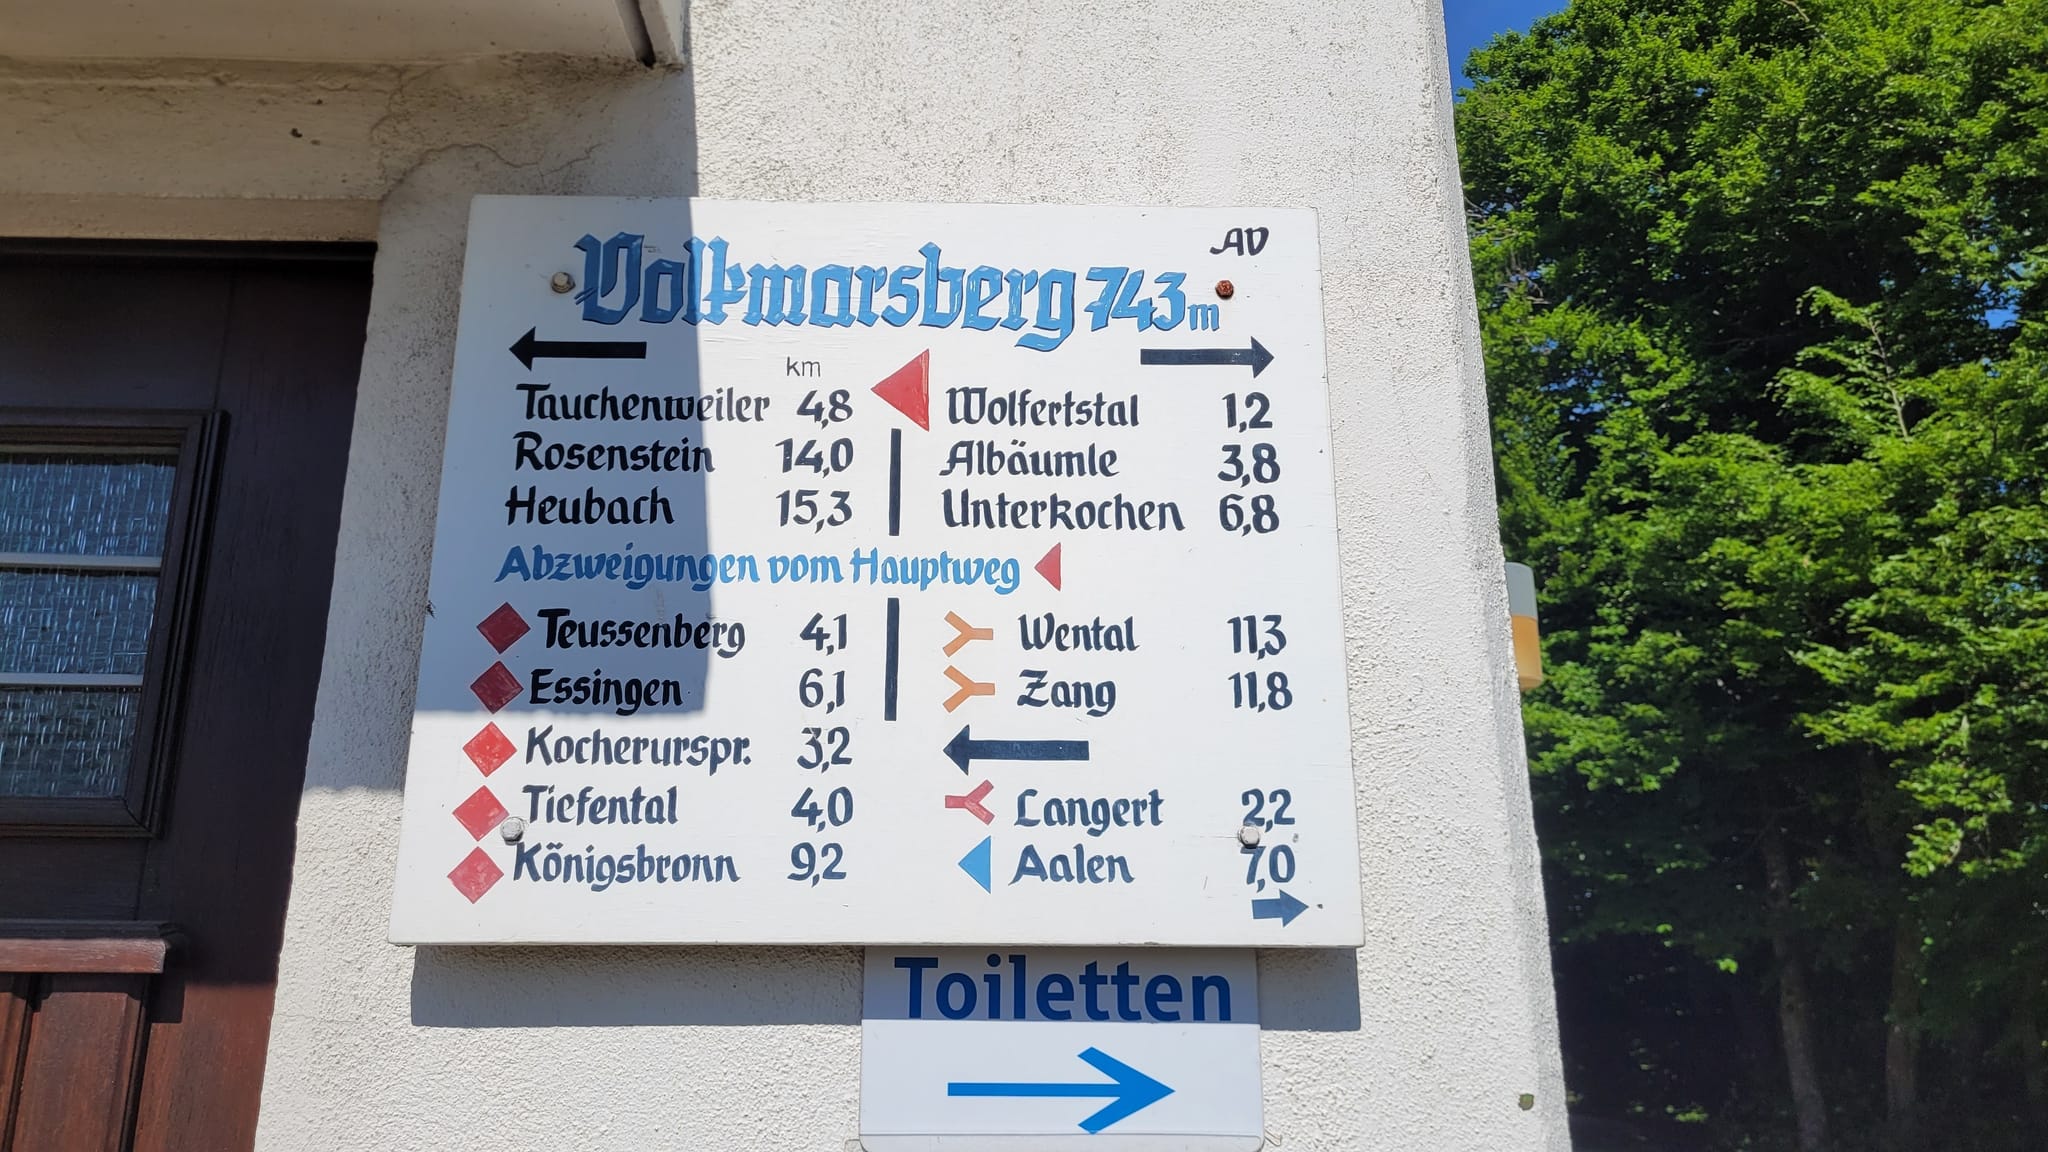 AV
Volkmarsberg 743 m
km
Tauchenweiler 4,8
Rosenstein 14,0
Heubach 15,3
Wolfertstal 1,2
Albäumle 3,8
Unterkochen 6,8
Abzweigungen vom Hauptweg
Teussenberg 4,1
Essingen 6,1
Kocherurspr. 3,2
Tiefental 4,0
Königsbronn 9,2
Wental 11,3
Zang 11,8
Langert 2,2
Aalen 7,0
Toiletten